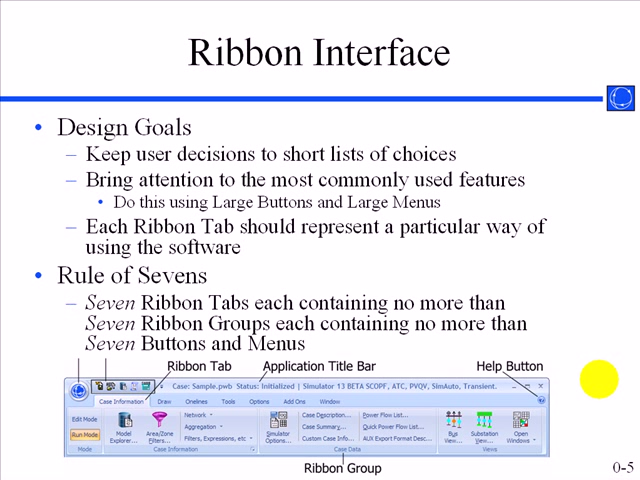 Ribbon Interface
• Design Goals
– Keep user decisions to short lists of choices
– Bring attention to the most commonly used features
• Do this using Large Buttons and Large Menus
– Each Ribbon Tab should represent a particular way of
using the software
• Rule of Sevens
– Seven Ribbon Tabs each containing no more than
Seven Ribbon Groups each containing no more than
Seven Buttons and Menus
Ribbon Tab Application Title Bar Help Button
Case: Sample.pwb Status: Initialized | Simulator 13 BETA SCOPF, ATC, PVQV, SimAuto, Transient.
Case Information Draw Onelines Tools Options Add Ons Window
Edit Mode
Run Mode
Mode
Model
Explorer...
Area/Zone
Filters...
Network
Aggregation
Filters, Expressions, etc
Case Information
Simulator
Options...
Case Description...
Case Summary...
Custom Case Info...
Power Flow List...
Quick Power Flow List...
AUX Export Format Desc...
Case Data
Bus
View...
Substation
View...
Open
Windows
Views
Ribbon Group
0-5